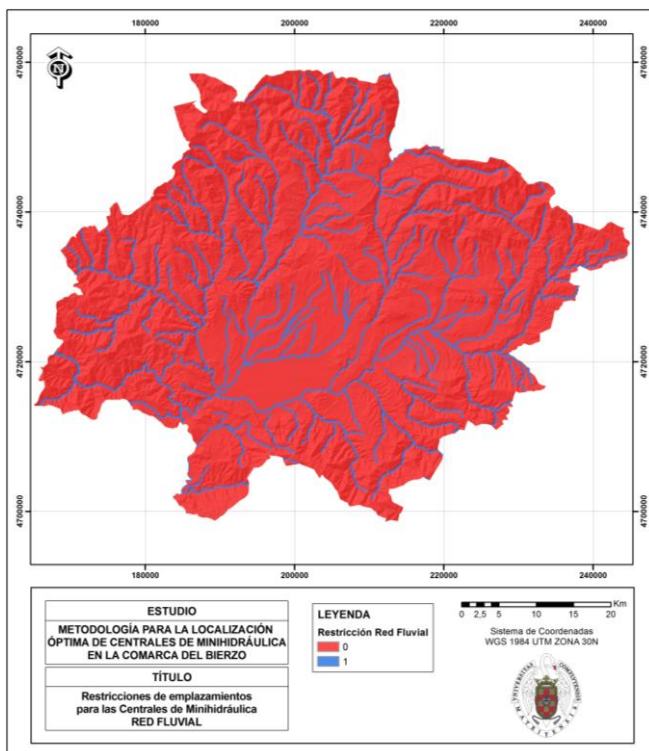 180000 200000 220000 240000
4760000 4760000
4740000 4740000
4720000 4720000
4700000 4700000
180000 200000 220000 240000
N
ESTUDIO
METODOLOGÍA PARA LA LOCALIZACIÓN
ÓPTIMA DE CENTRALES DE MINIHIDRÁULICA
EN LA COMARCA DEL BIERZO
TÍTULO
Restricciones de emplazamientos
para las Centrales de Minihidráulica
RED FLUVIAL
LEYENDA
Restricción Red Fluvial
0
1
Km
0 2,5 5 10 15 20
Sistema de Coordenadas
WGS 1984 UTM ZONA 30N
UNIVERSITAS COMPLUTENSIS
MATRITENSIS